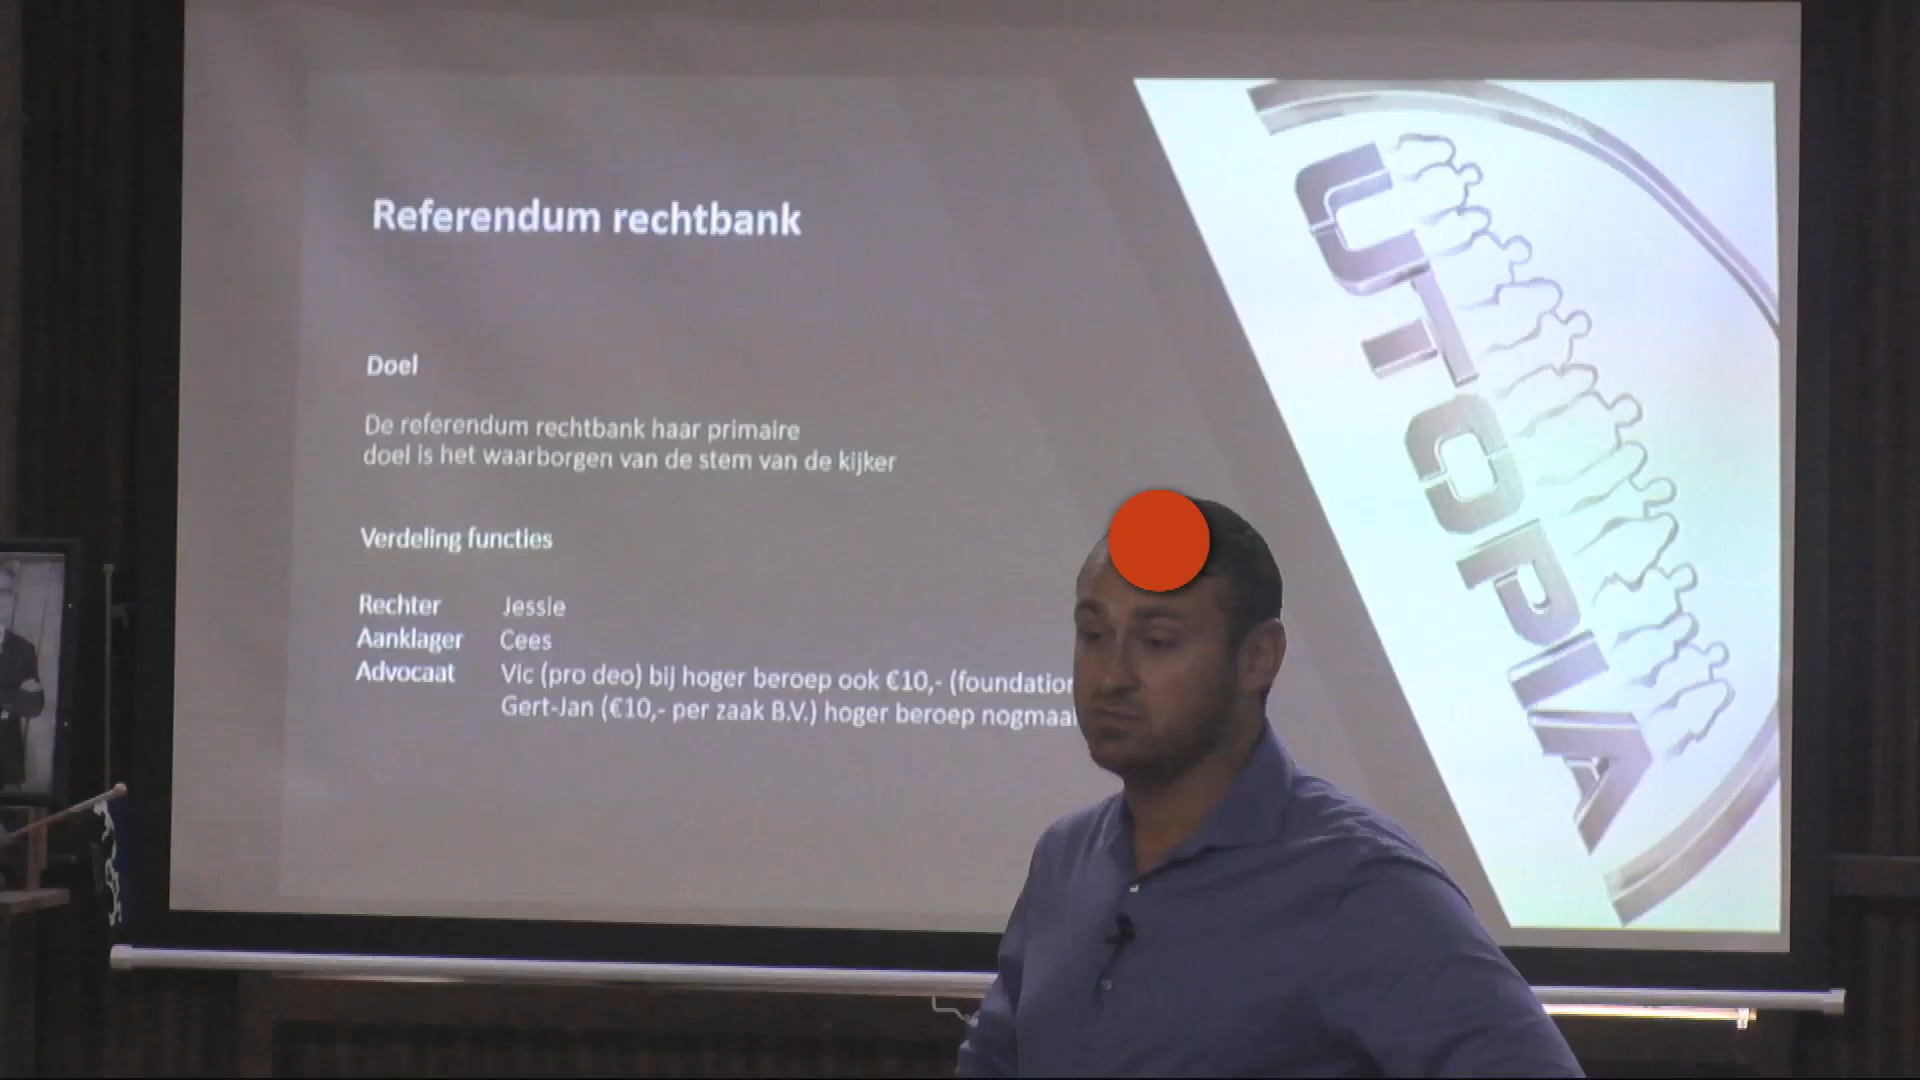 Referendum rechtbank
Doel
De referendum rechtbank haar primaire
doel is het waarborgen van de stem van de kijker
Verdeling functies
Rechter Jessie
Aanklager Cees
Advocaat Vic (pro deo) bij hoger beroep ook €10,- (foundation
Gert-Jan (€10,- per zaak B.V.) hoger beroep nogmaal
UTOPIA